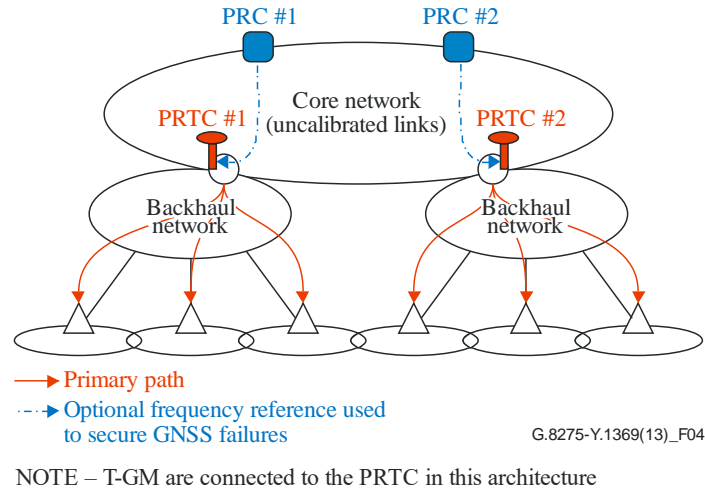 PRC #1
PRC #2
Core network
(uncalibrated links)
PRTC #1
PRTC #2
Backhaul
network
Backhaul
network
Primary path
Optional frequency reference used
to secure GNSS failures
G.8275-Y.1369(13)_F04
NOTE – T-GM are connected to the PRTC in this architecture